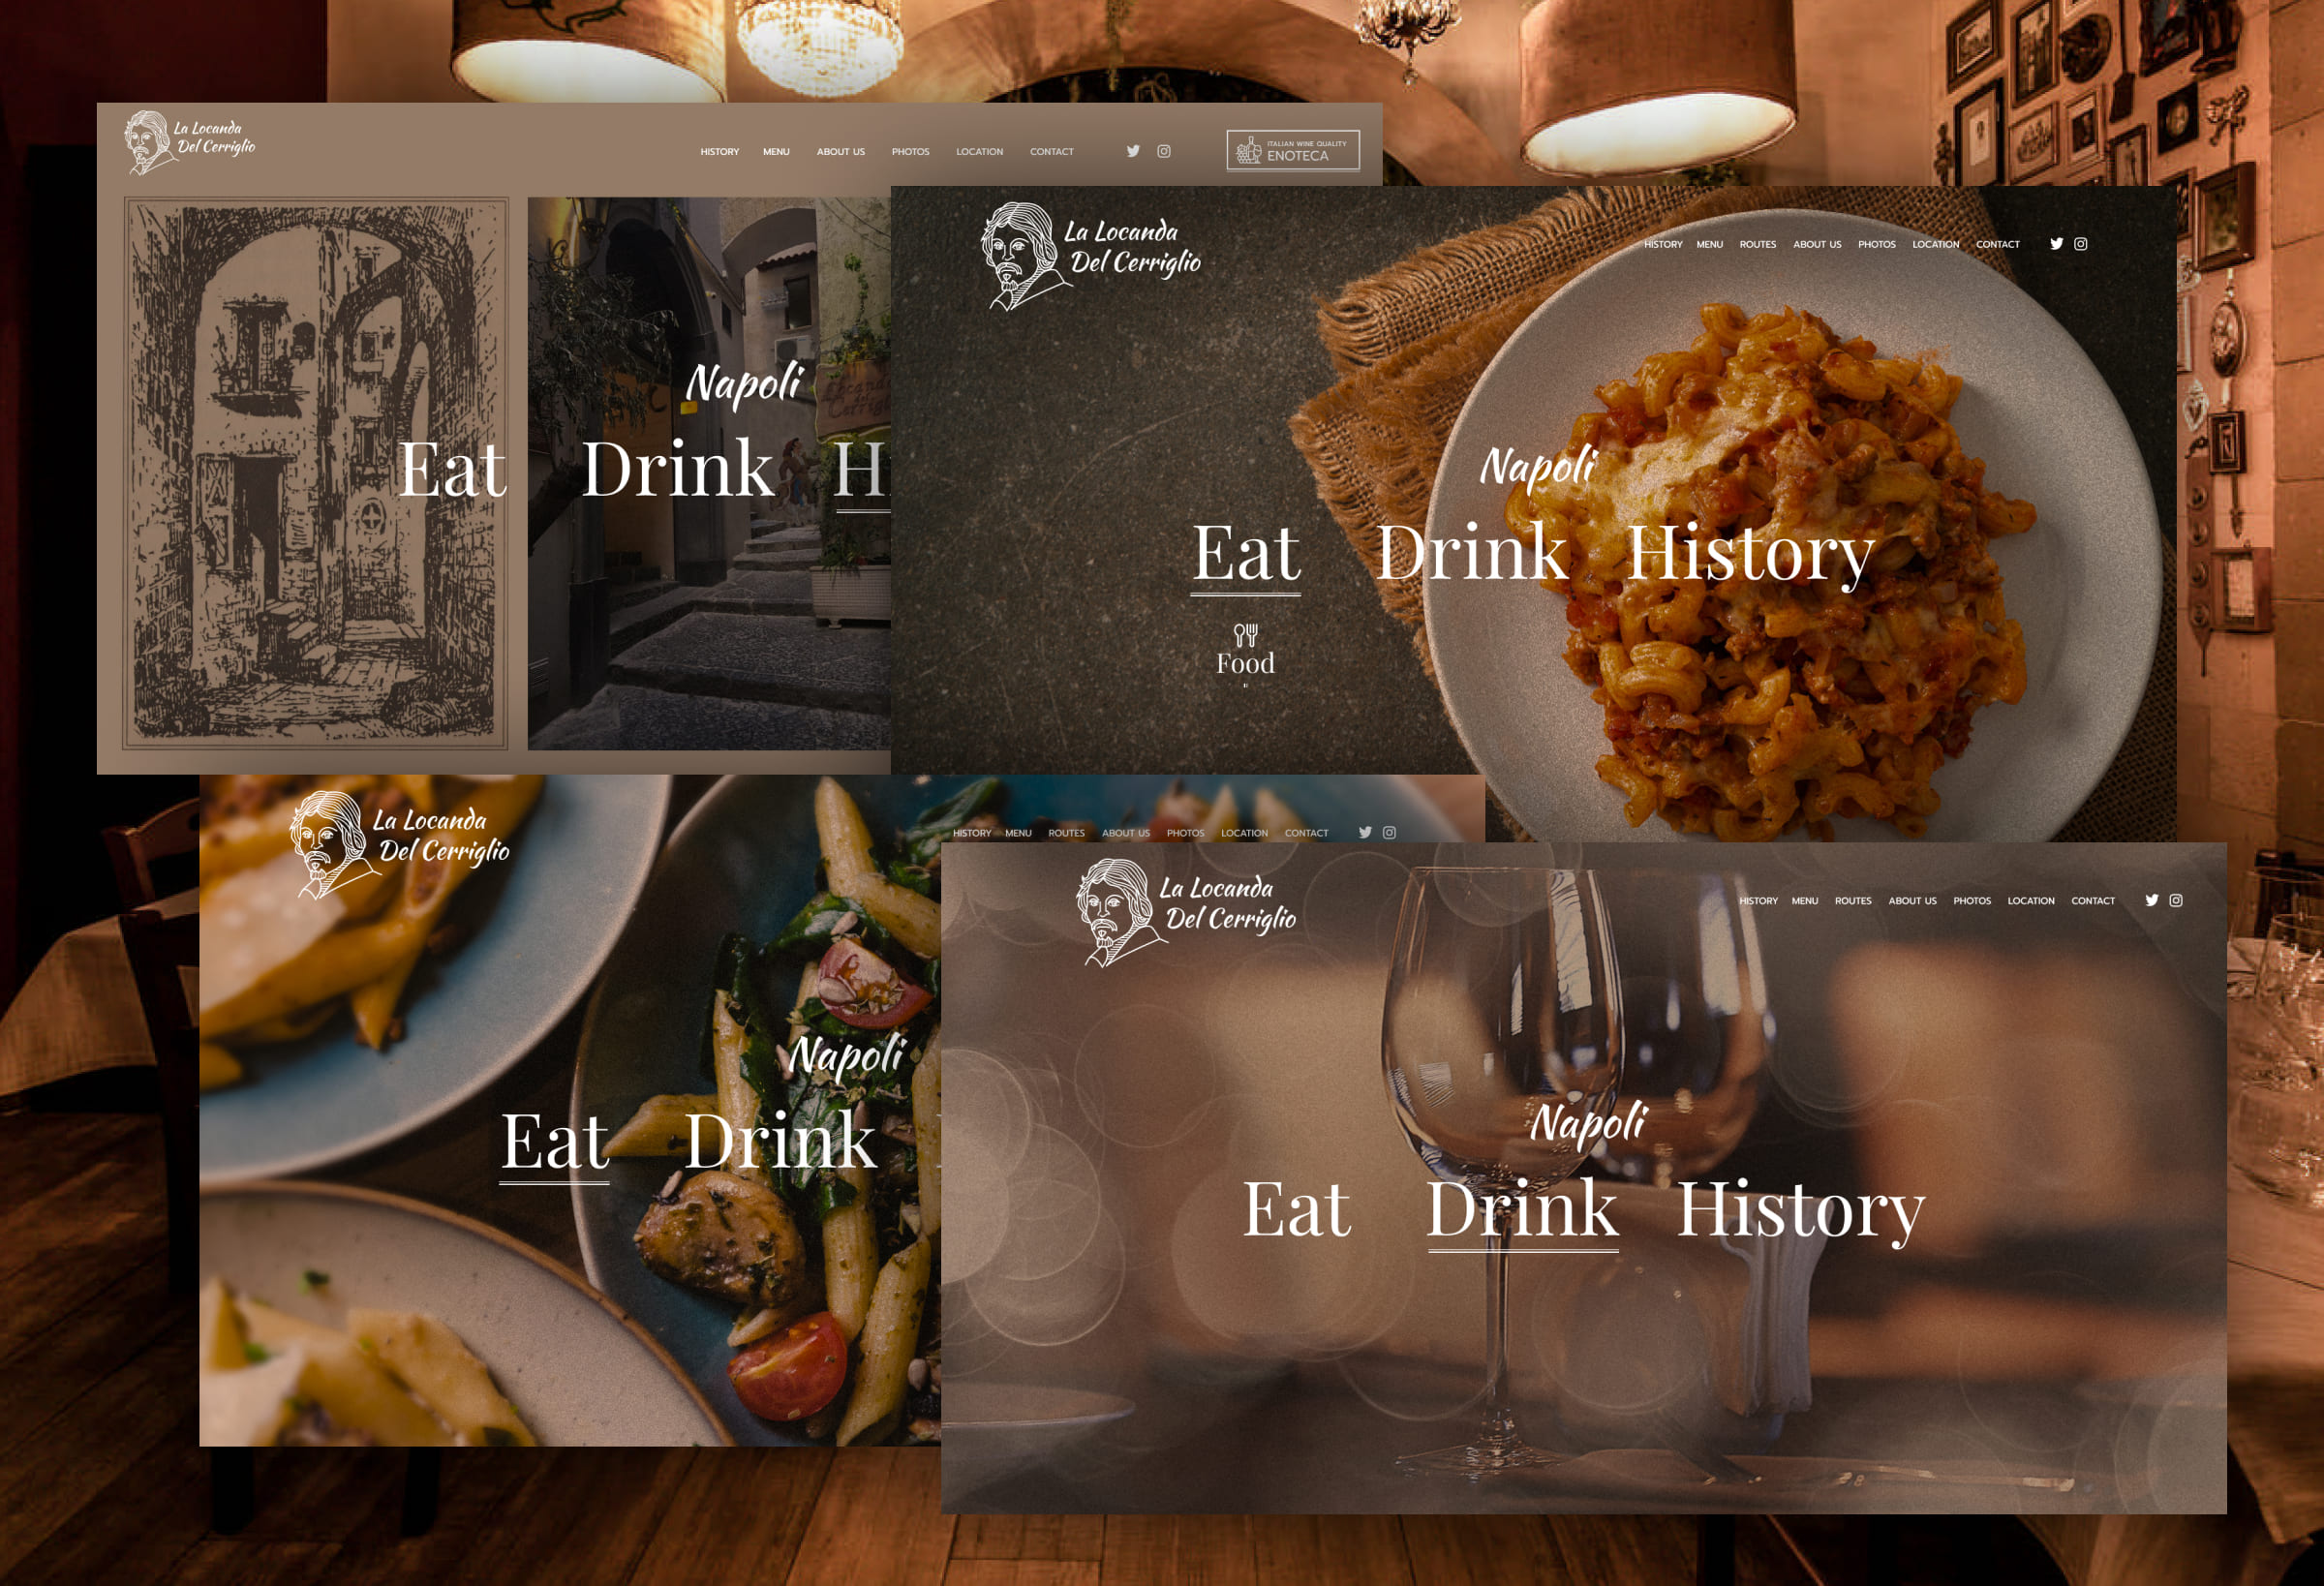 La Locanda
Del Cerriglio
HISTORY MENU ABOUT US PHOTOS LOCATION CONTACT
ITALIAN WINE QUALITY
ENOTECA
Napoli
Eat Drink H
La Locanda
Del Cerriglio
HISTORY MENU ROUTES ABOUT US PHOTOS LOCATION CONTACT
Napoli
Eat Drink History
Food
La Locanda
Del Cerriglio
HISTORY MENU ROUTES ABOUT US PHOTOS LOCATION CONTACT
Napoli
Eat Drink
La Locanda
Del Cerriglio
HISTORY MENU ROUTES ABOUT US PHOTOS LOCATION CONTACT
Napoli
Eat Drink History